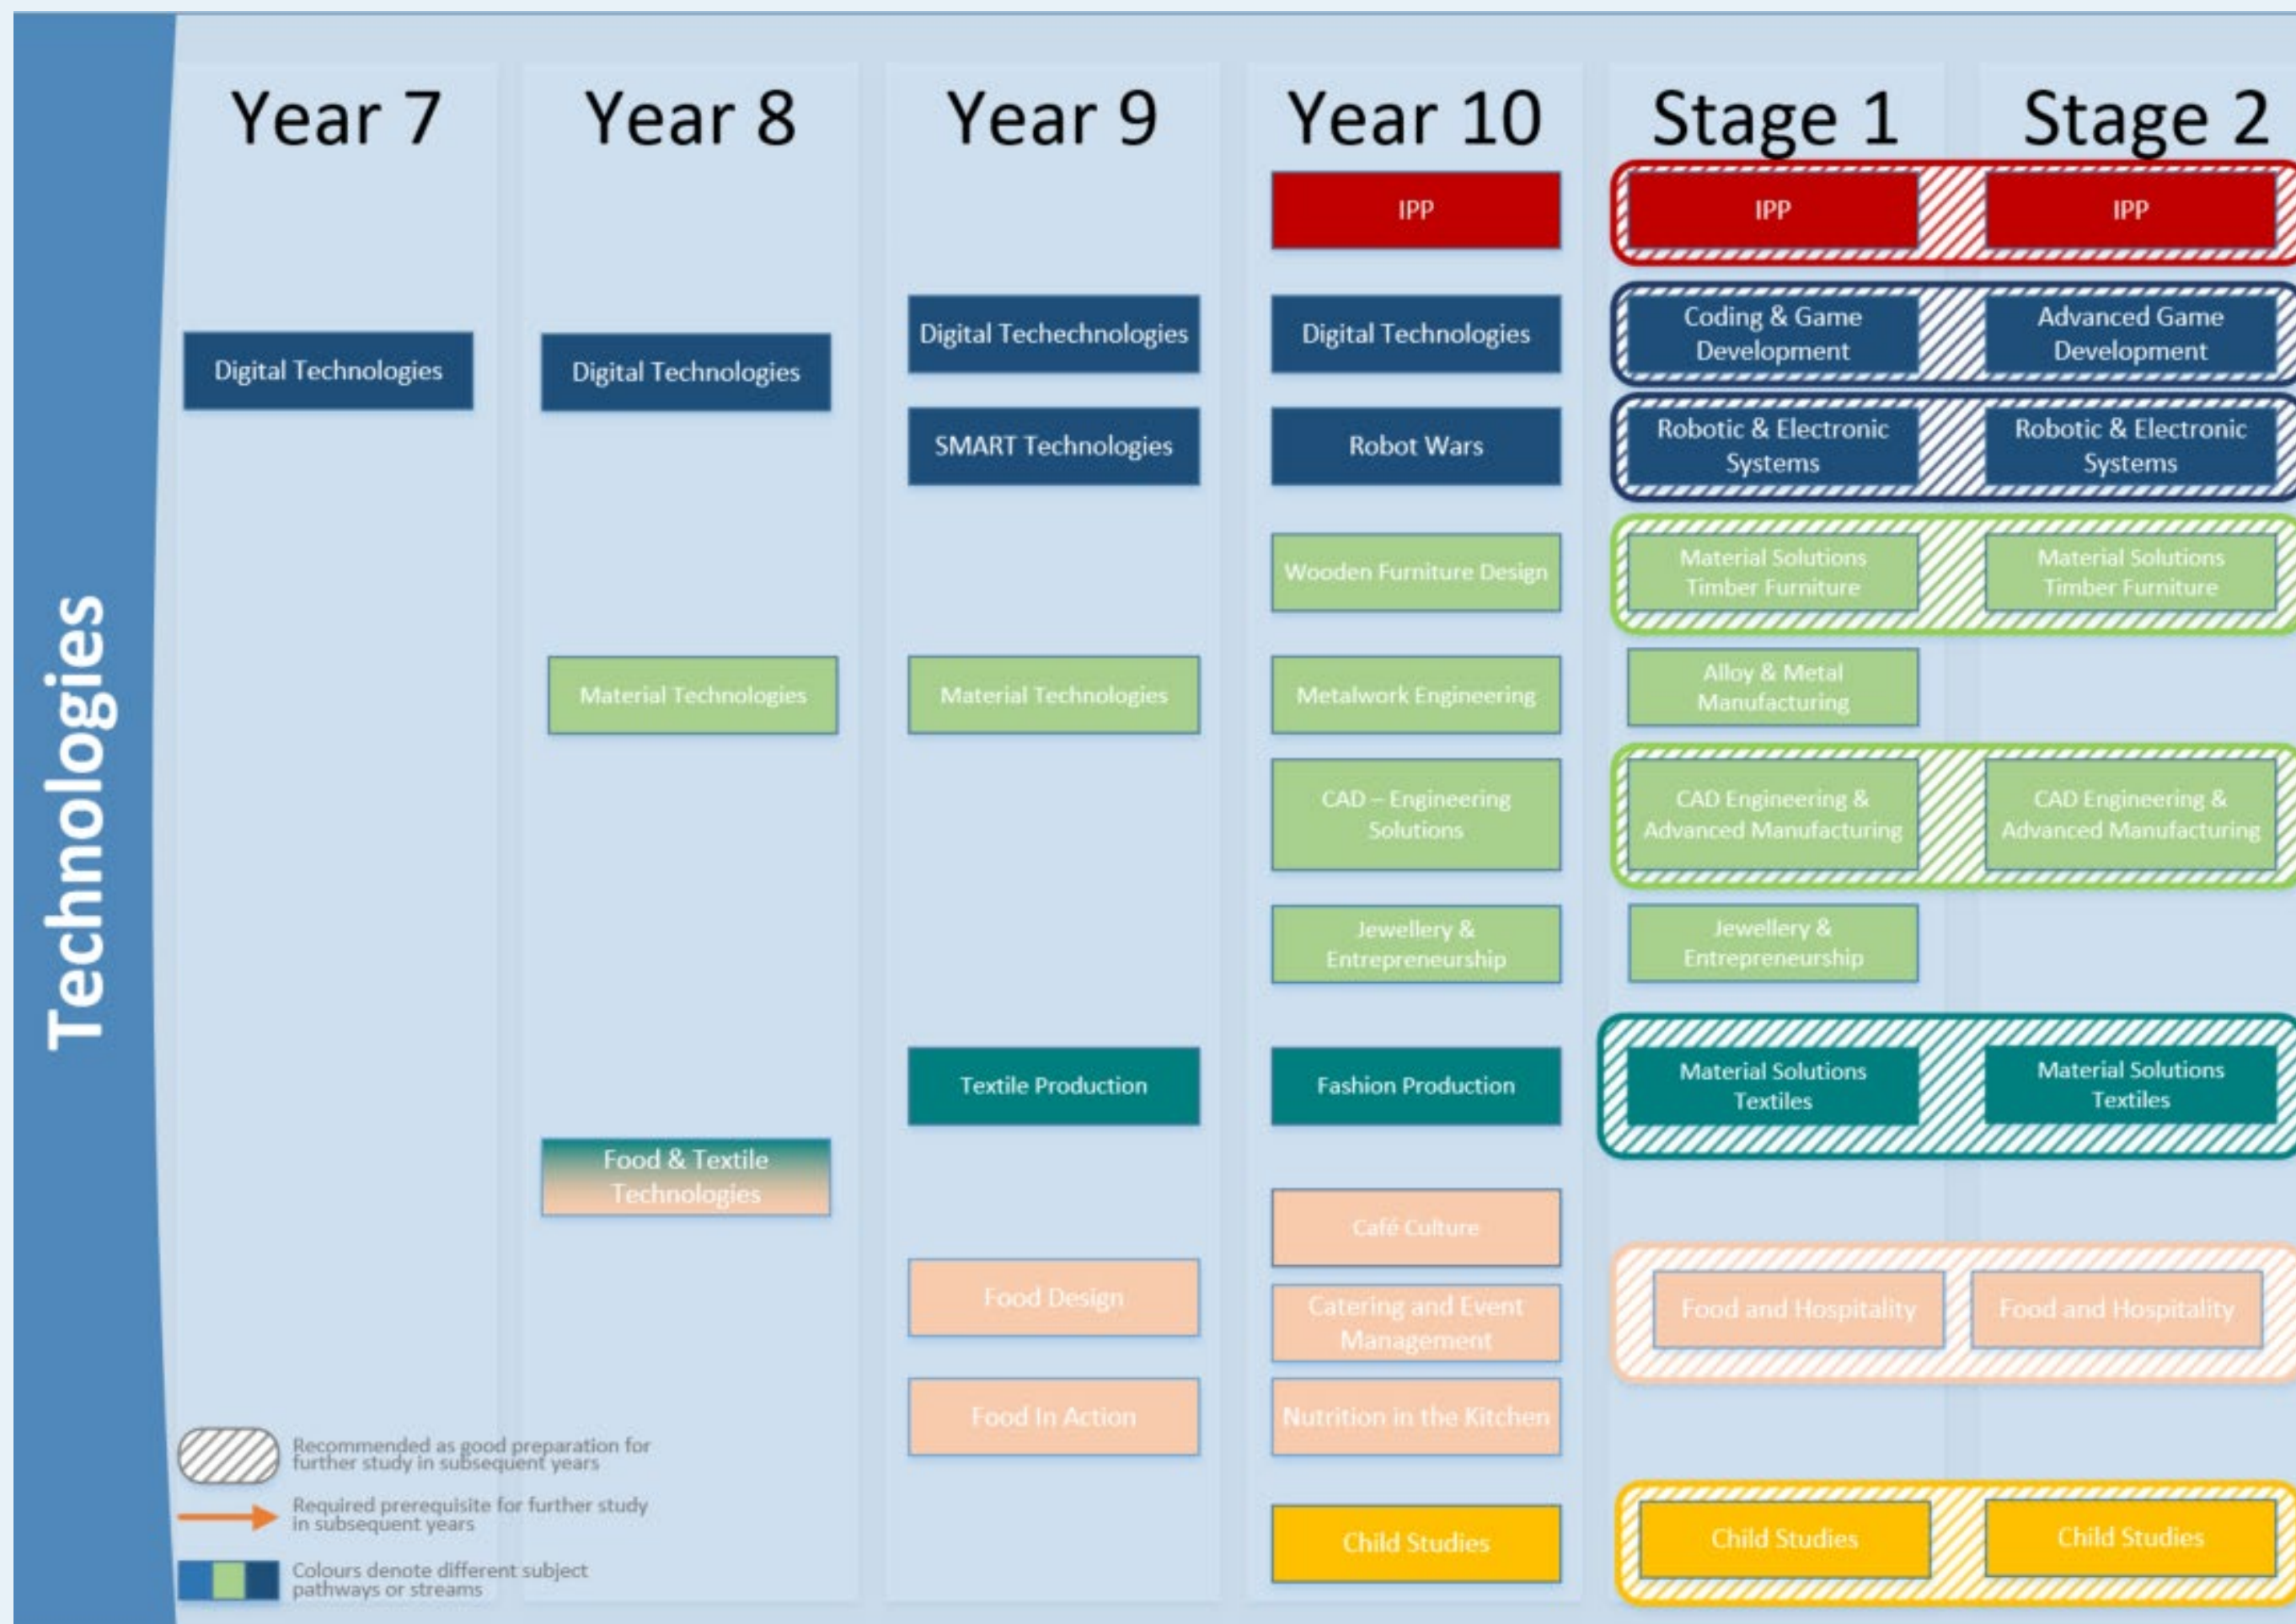 Technologies
Year 7
Year 8
Year 9
Year 10
Stage 1
Stage 2
IPP
IPP
IPP
Digital Technologies
Digital Technologies
Digital Techechnologies
Digital Technologies
Coding & Game
Development
Advanced Game
Development
SMART Technologies
Robot Wars
Robotic & Electronic
Systems
Robotic & Electronic
Systems
Wooden Furniture Design
Material Solutions
Timber Furniture
Material Solutions
Timber Furniture
Material Technologies
Material Technologies
Metalwork Engineering
Alloy & Metal
Manufacturing
CAD – Engineering
Solutions
CAD Engineering &
Advanced Manufacturing
CAD Engineering &
Advanced Manufacturing
Jewellery &
Entrepreneurship
Jewellery &
Entrepreneurship
Textile Production
Fashion Production
Material Solutions
Textiles
Material Solutions
Textiles
Food & Textile
Technologies
Café Culture
Food Design
Catering and Event
Management
Food and Hospitality
Food and Hospitality
Food In Action
Nutrition in the Kitchen
Child Studies
Child Studies
Child Studies
Recommended as good preparation for
further study in subsequent years
Required prerequisite for further study
in subsequent years
Colours denote different subject
pathways or streams